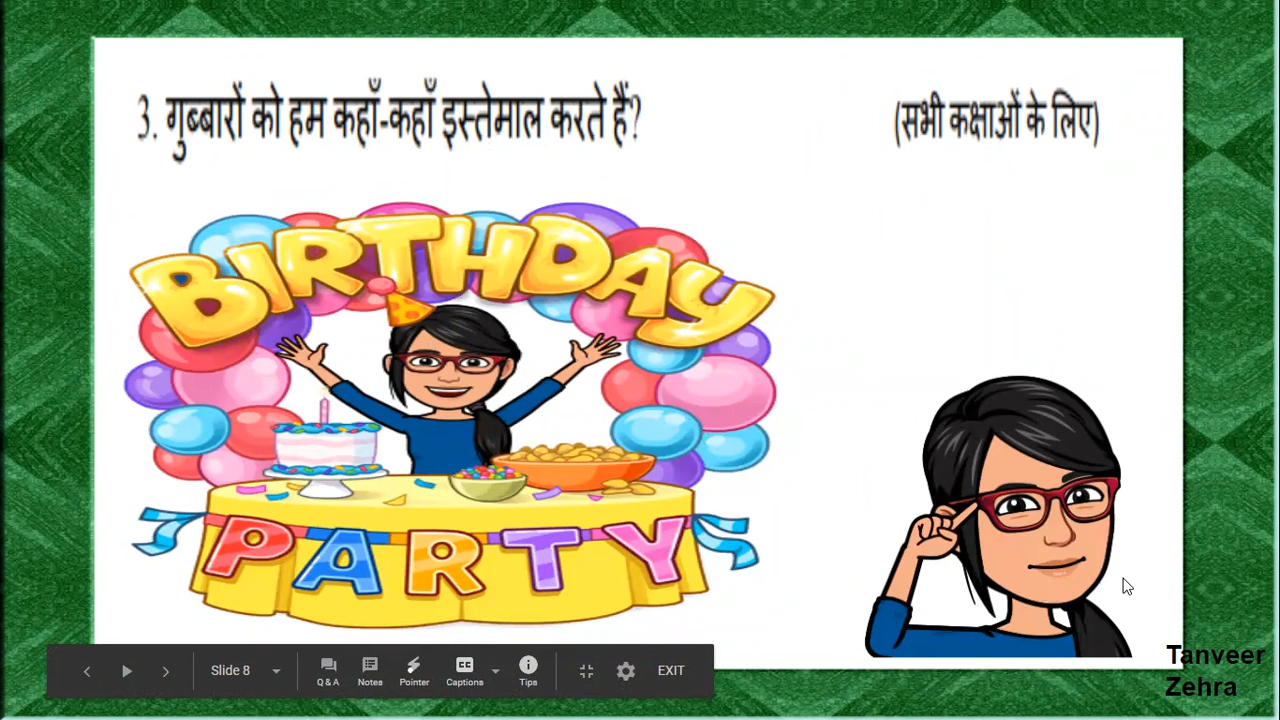 3. गुब्बारों को हम कहाँ-कहाँ इस्तेमाल करते हैं?
(सभी कक्षाओं के लिए)
BIRTHDAY
PARTY
Slide 8
Q & A
Notes
Pointer
Captions
Tips
EXIT
Tanveer
Zehra